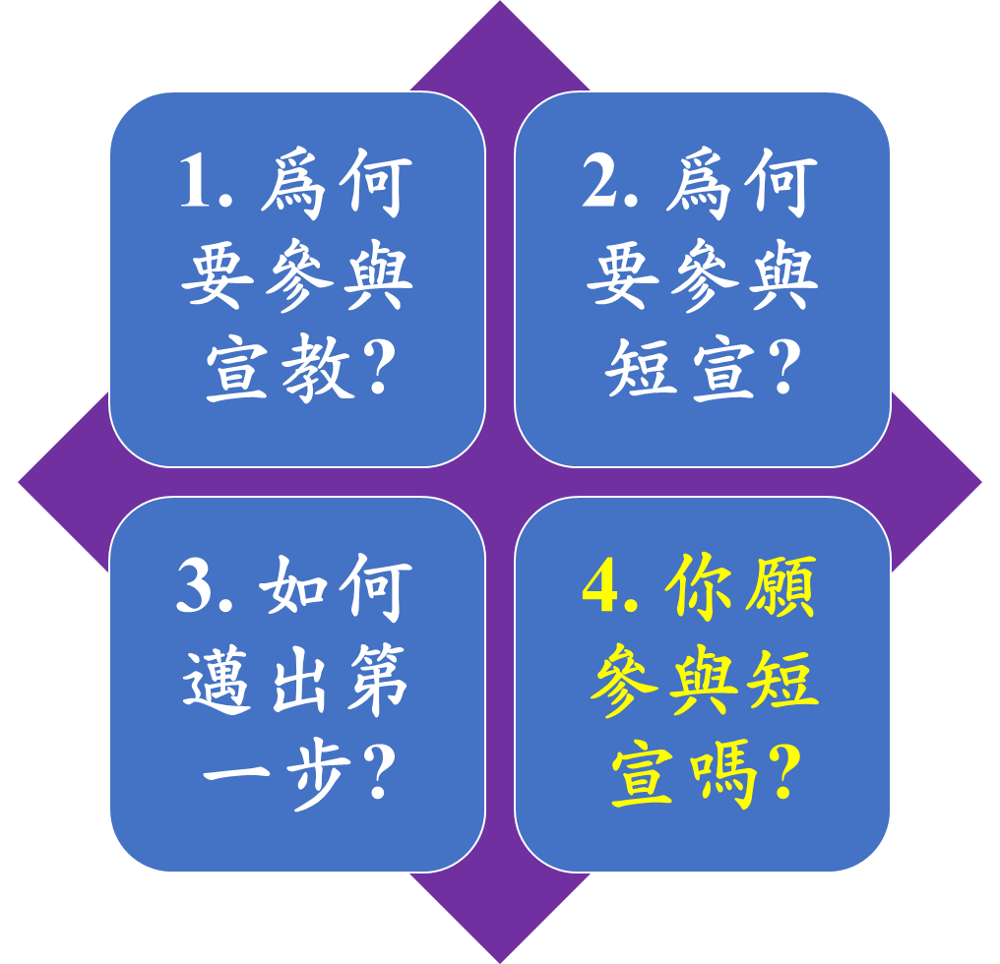 1. 爲何
要參與
宣教?
2. 爲何
要參與
短宣?
3. 如何
邁出第
一步?
4. 你願
參與短
宣嗎?